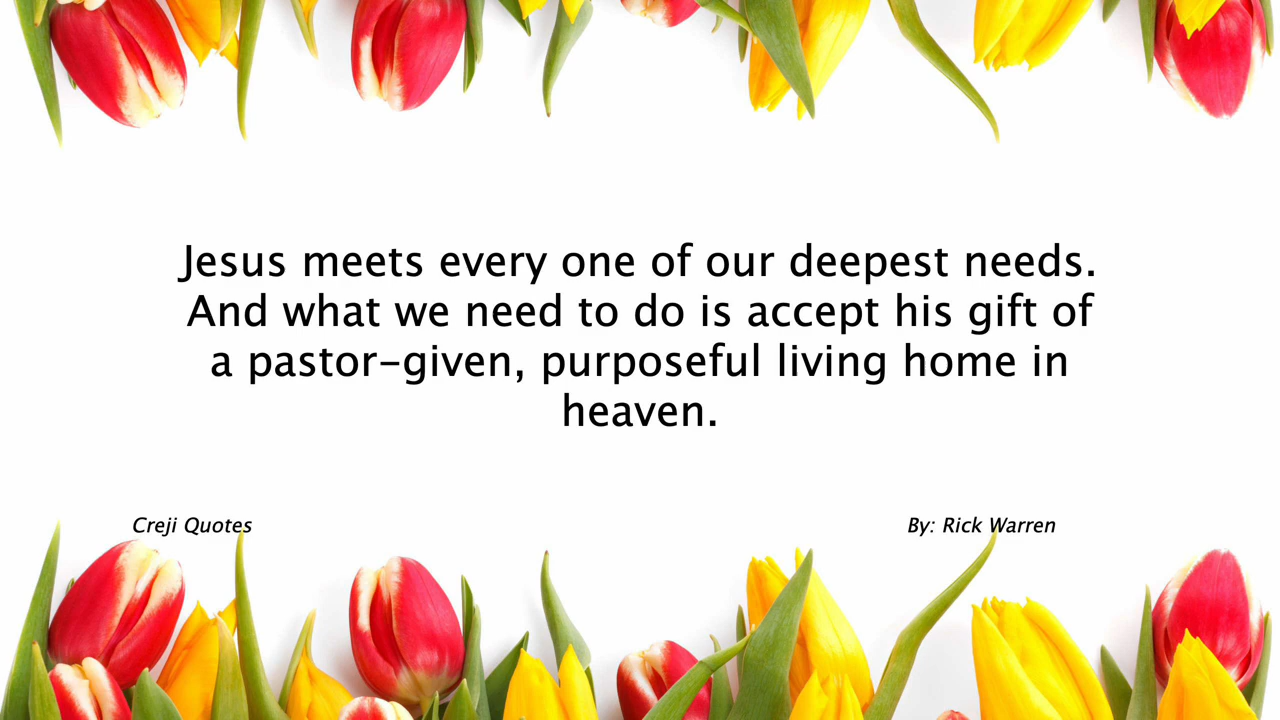 Jesus meets every one of our deepest needs.
And what we need to do is accept his gift of
a pastor-given, purposeful living home in
heaven.
Creji Quotes
By: Rick Warren